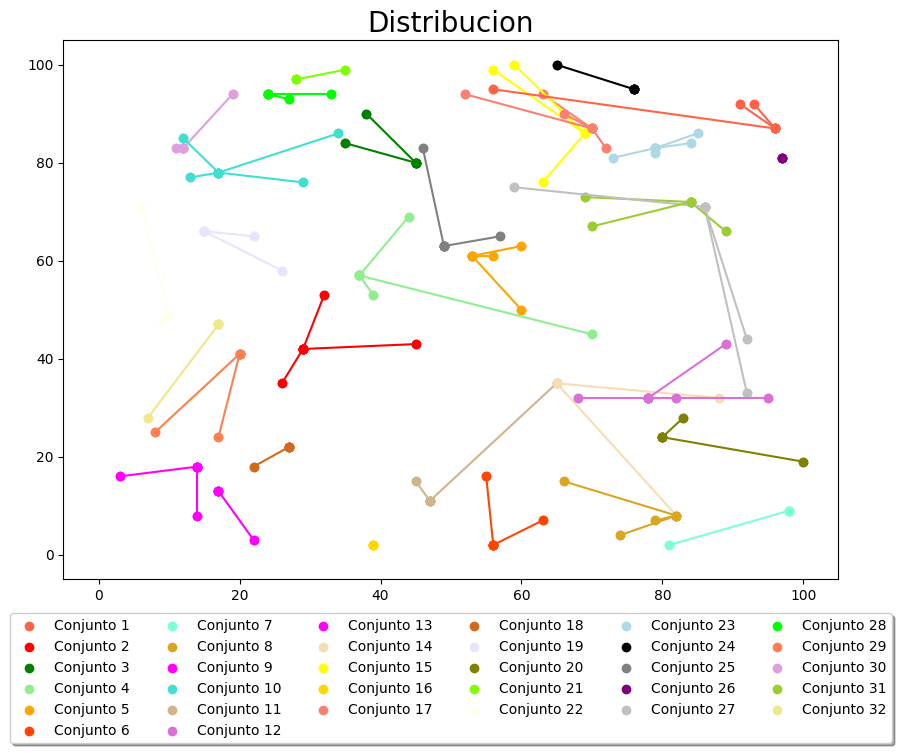 Distribucion
100
80
60
40
20
0
0 20 40 60 80 100
Conjunto 1 Conjunto 7 Conjunto 13 Conjunto 18 Conjunto 23 Conjunto 28
Conjunto 2 Conjunto 8 Conjunto 14 Conjunto 19 Conjunto 24 Conjunto 29
Conjunto 3 Conjunto 9 Conjunto 15 Conjunto 20 Conjunto 25 Conjunto 30
Conjunto 4 Conjunto 10 Conjunto 16 Conjunto 21 Conjunto 26 Conjunto 31
Conjunto 5 Conjunto 11 Conjunto 17 Conjunto 22 Conjunto 27 Conjunto 32
Conjunto 6 Conjunto 12